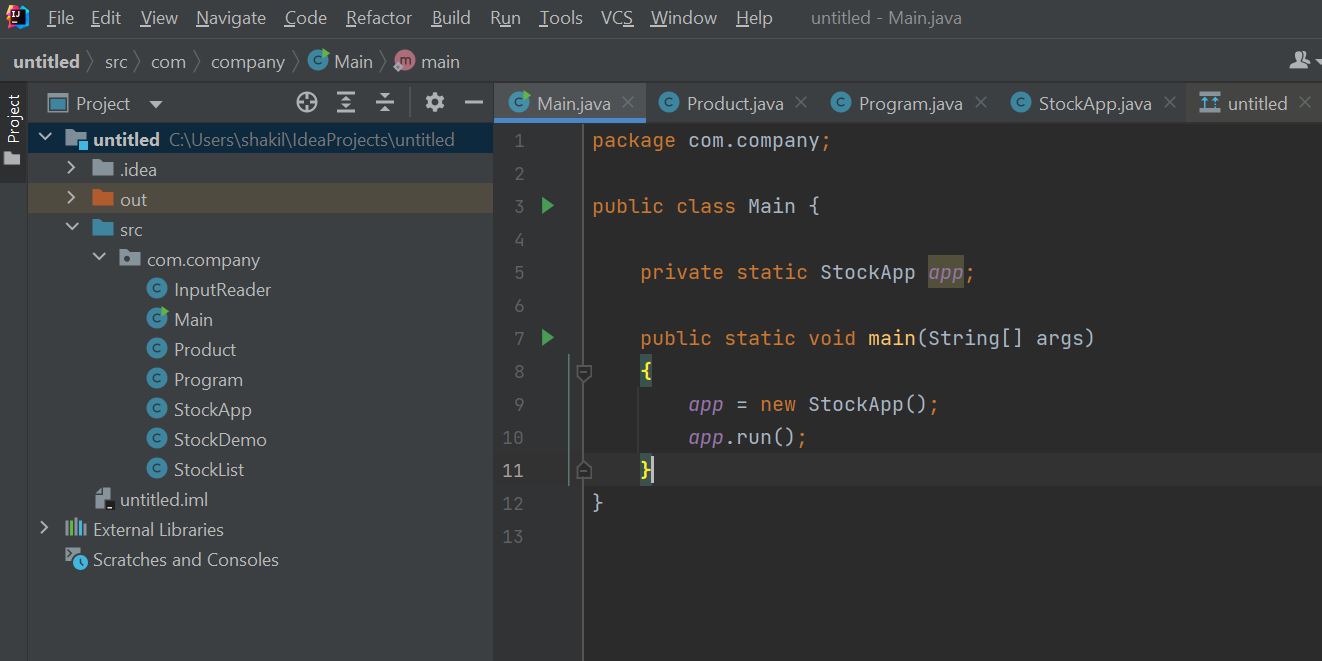 File Edit View Navigate Code Refactor Build Run Tools VCS Window Help untitled - Main.java
untitled src com company Main main
Project
Project
Main.java Product.java Program.java StockApp.java untitled
untitled C:\Users\shakil\IdeaProjects\untitled
.idea
out
src
com.company
InputReader
Main
Product
Program
StockApp
StockDemo
StockList
untitled.iml
External Libraries
Scratches and Consoles
1 package com.company;
2
3 public class Main {
4
5 private static StockApp app;
6
7 public static void main(String[] args)
8 {
9 app = new StockApp();
10 app.run();
11 }
12 }
13